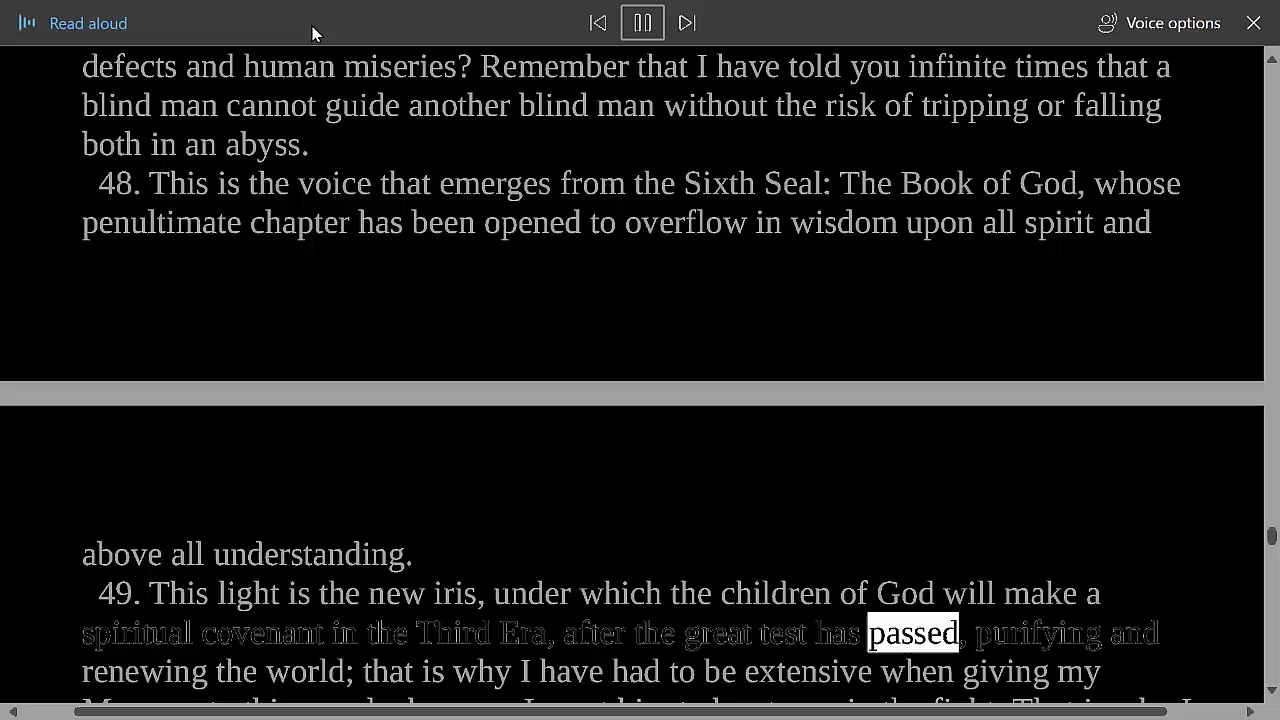 Read aloud
Voice options
defects and human miseries? Remember that I have told you infinite times that a
blind man cannot guide another blind man without the risk of tripping or falling
both in an abyss.
48. This is the voice that emerges from the Sixth Seal: The Book of God, whose
penultimate chapter has been opened to overflow in wisdom upon all spirit and
above all understanding.
49. This light is the new iris, under which the children of God will make a
spiritual covenant in the Third Era, after the great test has passed, purifying and
renewing the world; that is why I have had to be extensive when giving my